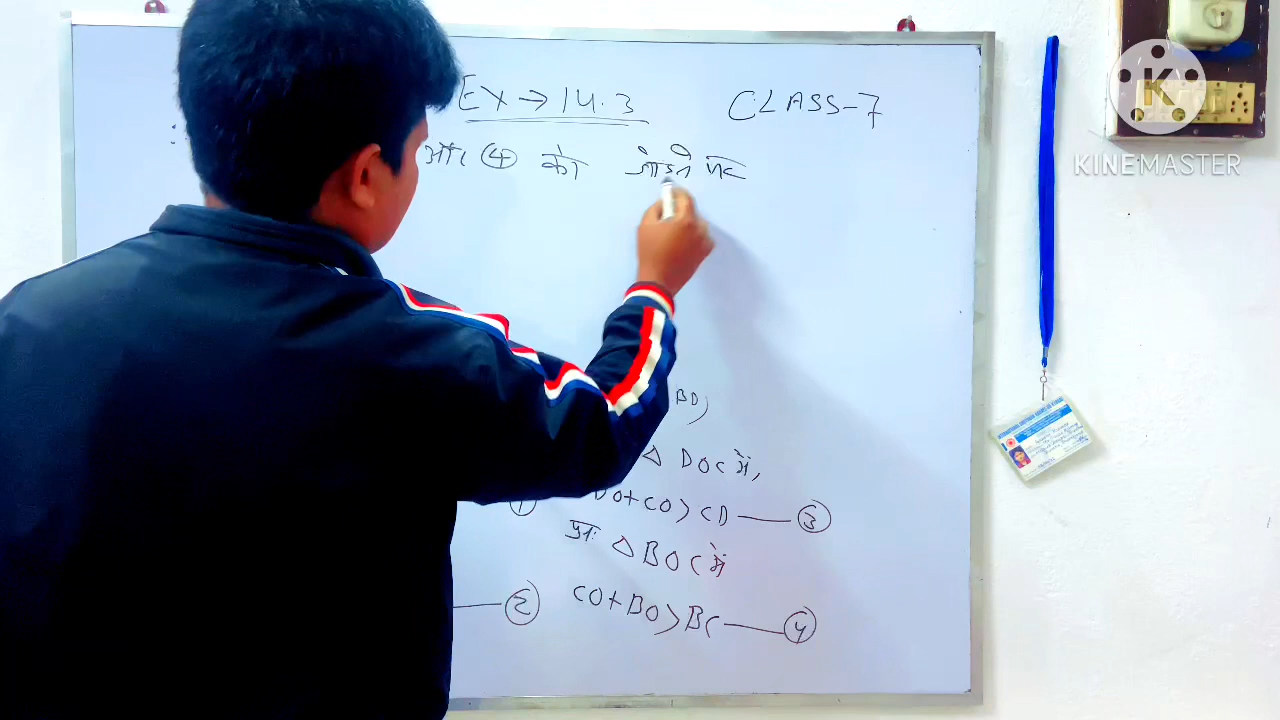 EX → 14.3 CLASS-7
और ④ को जोड़ने पर
BD)
△ DOC में,
DO+CO>CD — ③
①
पुनः △BOC में
② CO+BO>BC — ④
K
KINEMASTER